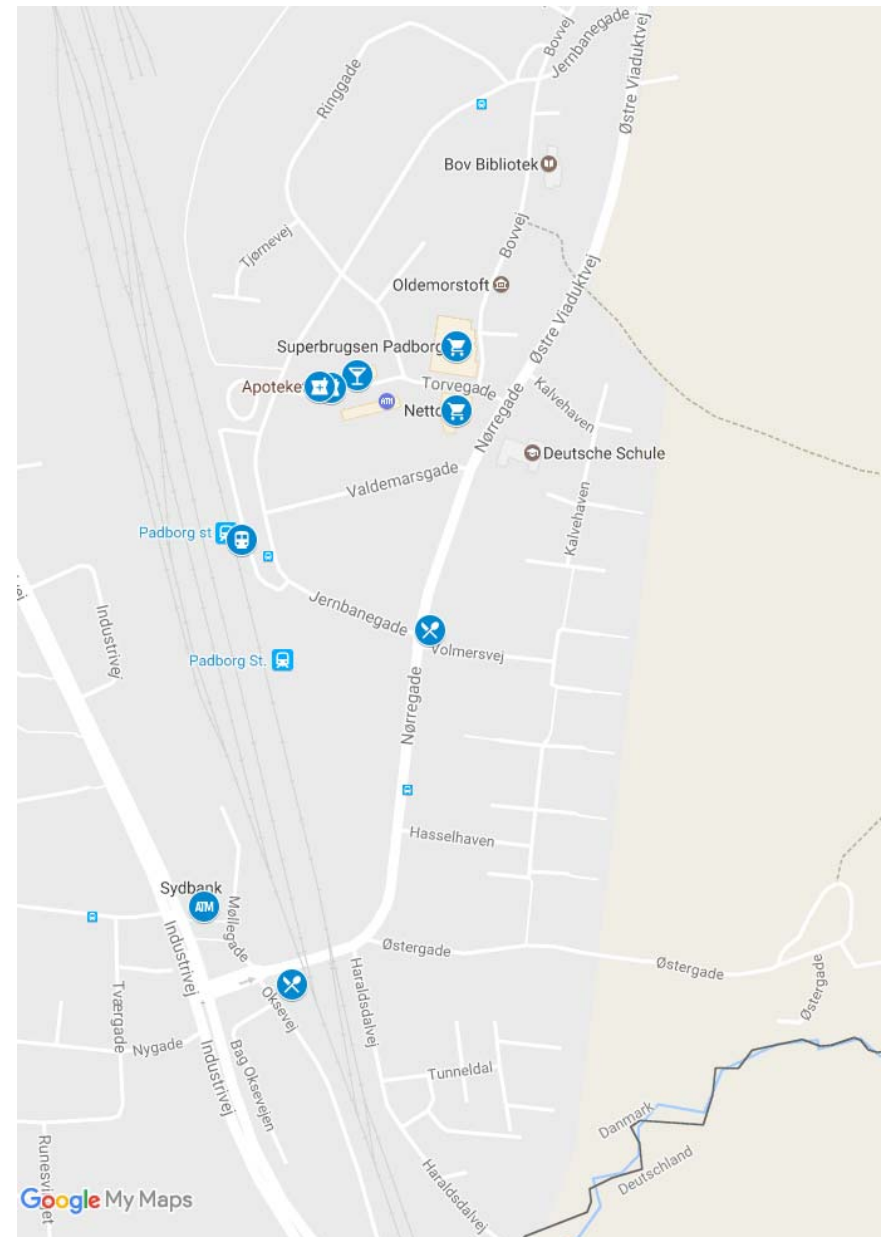 Bovvej
Jernbanegade
Østre Viaduktvej
Ringgade
Bov Bibliotek
Tjørnevej
Bovvej
Oldemorstoft
Østre Viaduktvej
Superbrugsen Padborg
Apoteket
ATM
Torvegade
Netto
Kalvehaven
Nørregade
Deutsche Schule
Valdemarsgade
Kalvehaven
Padborg st
Jernbanegade
Industrivej
Padborg St.
Volmersvej
Nørregade
Hasselhaven
Sydbank
ATM
Møllegade
Østergade
Østergade
Østergade
Industrivej
Oksevej
Haraldsdalvej
Tværgade
Nygade
Industrivej
Bag Oksevejen
Tunneldal
Danmark
Deutschland
Haraldsdalvej
Google My Maps